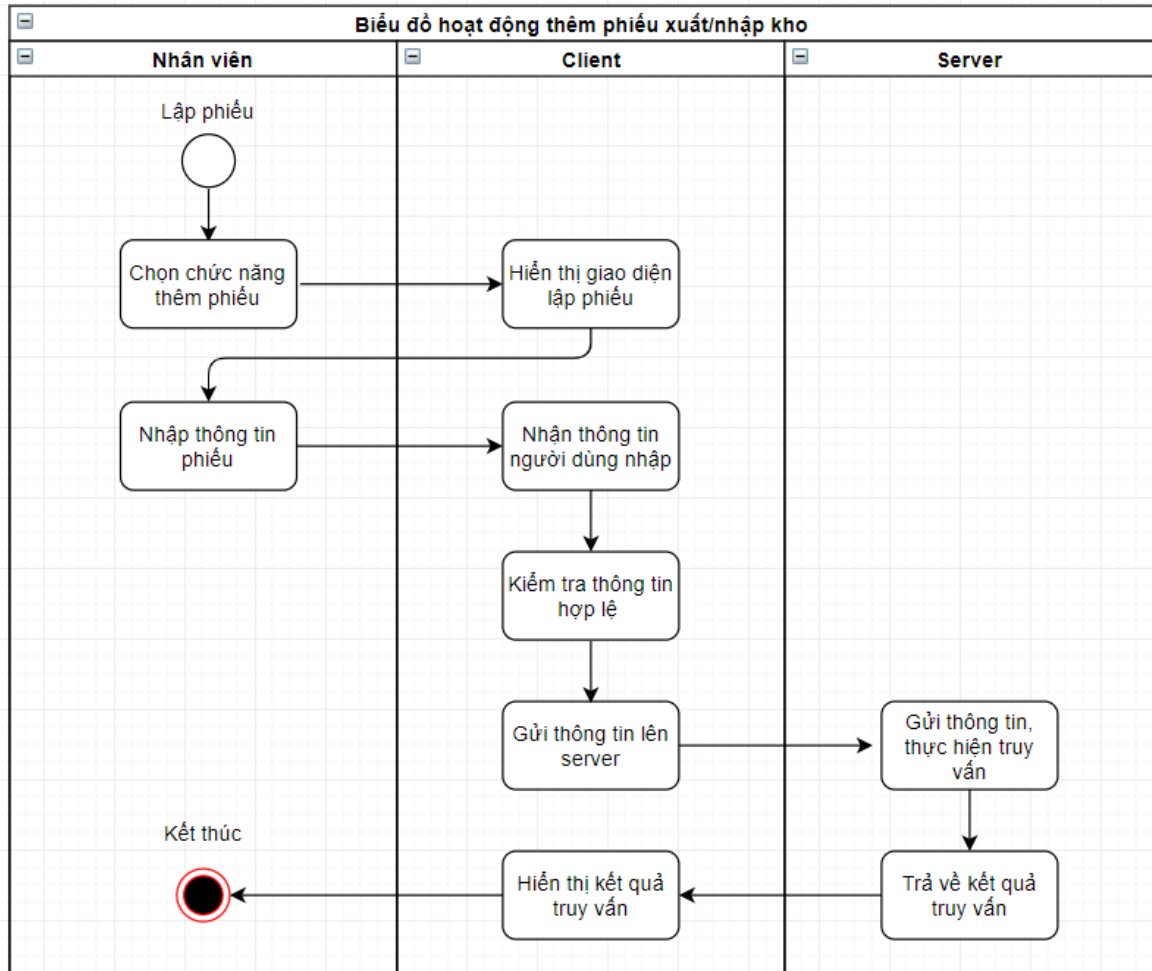 Biểu đồ hoạt động thêm phiếu xuất/nhập kho
Nhân viên
Client
Server
Lập phiếu
Chọn chức năng
thêm phiếu
Hiển thị giao diện
lập phiếu
Nhập thông tin
phiếu
Nhận thông tin
người dùng nhập
Kiểm tra thông tin
hợp lệ
Gửi thông tin lên
server
Gửi thông tin,
thực hiện truy
vấn
Kết thúc
Hiển thị kết quả
truy vấn
Trả về kết quả
truy vấn